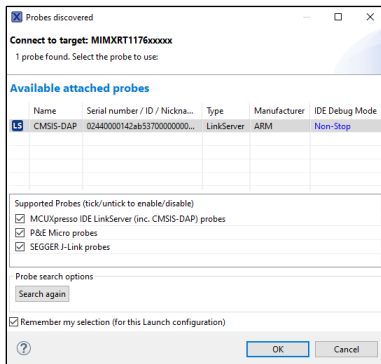 Probes discovered
Connect to target: MIMXRT1176xxxxx
1 probe found. Select the probe to use:
Available attached probes
Name Serial number / ID / Nickna... Type Manufacturer IDE Debug Mode
LS CMSIS-DAP 02440000142ab53700000000... LinkServer ARM Non-Stop
Supported Probes (tick/untick to enable/disable)
MCUXpresso IDE LinkServer (inc. CMSIS-DAP) probes
P&E Micro probes
SEGGER J-Link probes
Probe search options
Search again
Remember my selection (for this Launch configuration)
? OK Cancel